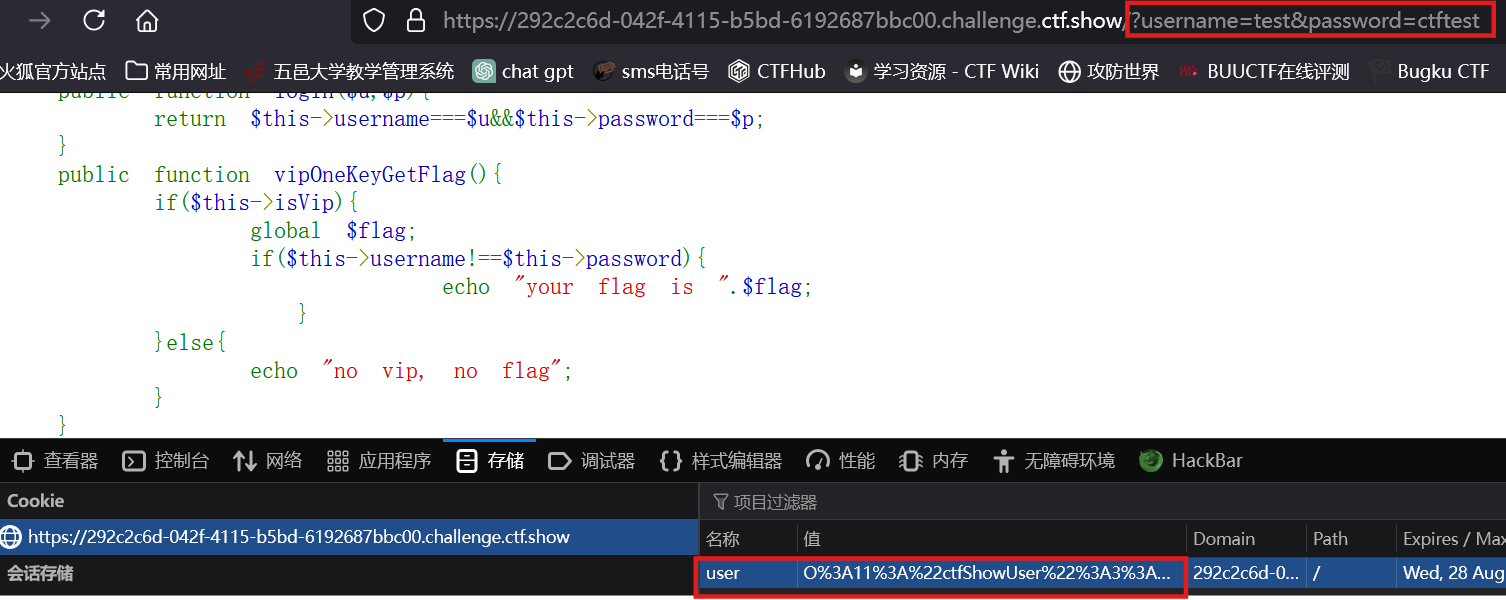 https://292c2c6d-042f-4115-b5bd-6192687bbc00.challenge.ctf.show/?username=test&password=ctftest
火狐官方站点 常用网址 五邑大学教学管理系统 chat gpt sms电话号 CTFHub 学习资源 - CTF Wiki 攻防世界 BUUCTF在线评测 Bugku CTF
public function login($u,$p){
return $this->username===$u&&$this->password===$p;
}
public function vipOneKeyGetFlag(){
if($this->isVip){
global $flag;
if($this->username!==$this->password){
echo "your flag is ".$flag;
}
}else{
echo "no vip, no flag";
}
}
查看器 控制台 网络 应用程序 存储 调试器 样式编辑器 性能 内存 无障碍环境 HackBar
Cookie 项目过滤器
https://292c2c6d-042f-4115-b5bd-6192687bbc00.challenge.ctf.show 名称 值 Domain Path Expires / Max
会话存储 user O%3A11%3A%22ctfShowUser%22%3A3%3A... 292c2c6d-0... / Wed, 28 Aug